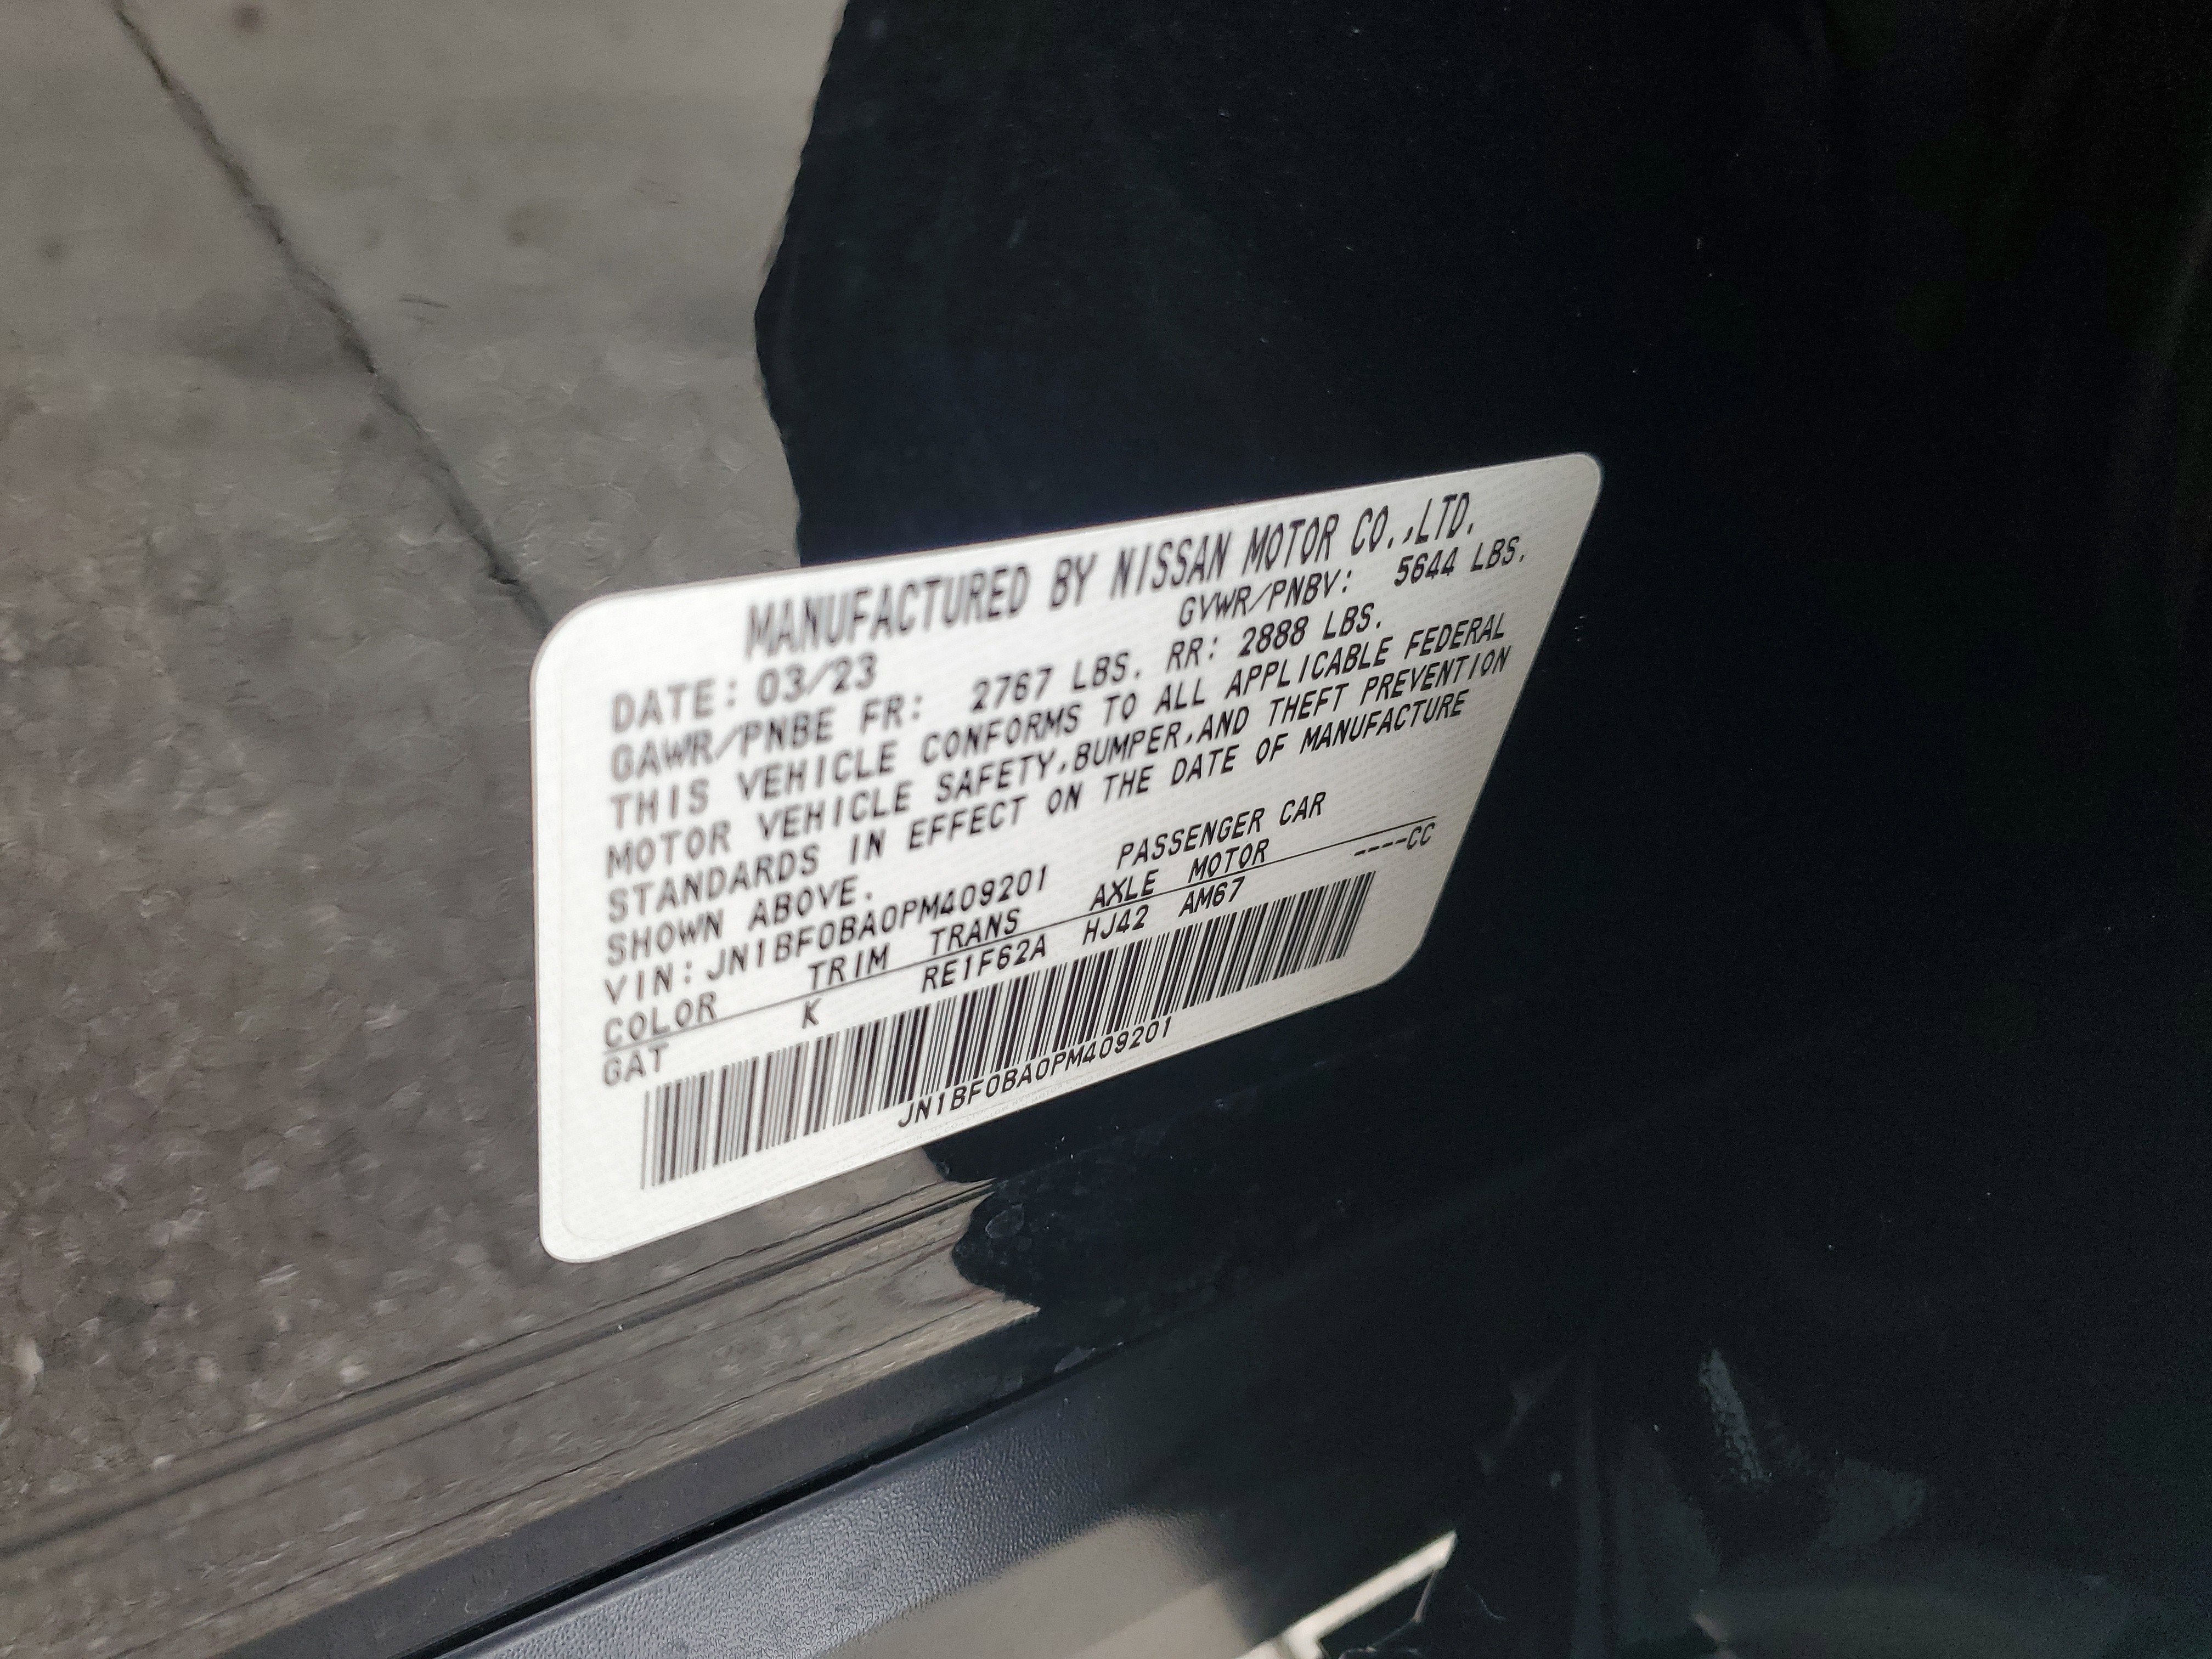 MANUFACTURED BY NISSAN MOTOR CO.,LTD.
DATE: 03/23 GVWR/PNBV: 5644 LBS.
GAWR/PNBE FR: 2767 LBS. RR: 2888 LBS.
THIS VEHICLE CONFORMS TO ALL APPLICABLE FEDERAL
MOTOR VEHICLE SAFETY,BUMPER,AND THEFT PREVENTION
STANDARDS IN EFFECT ON THE DATE OF MANUFACTURE
SHOWN ABOVE.
VIN: JN1BF0BA0PM409201 PASSENGER CAR
COLOR TRIM TRANS AXLE MOTOR ----CC
GAT K RE1F62A HJ42 AM67
JN1BF0BA0PM409201